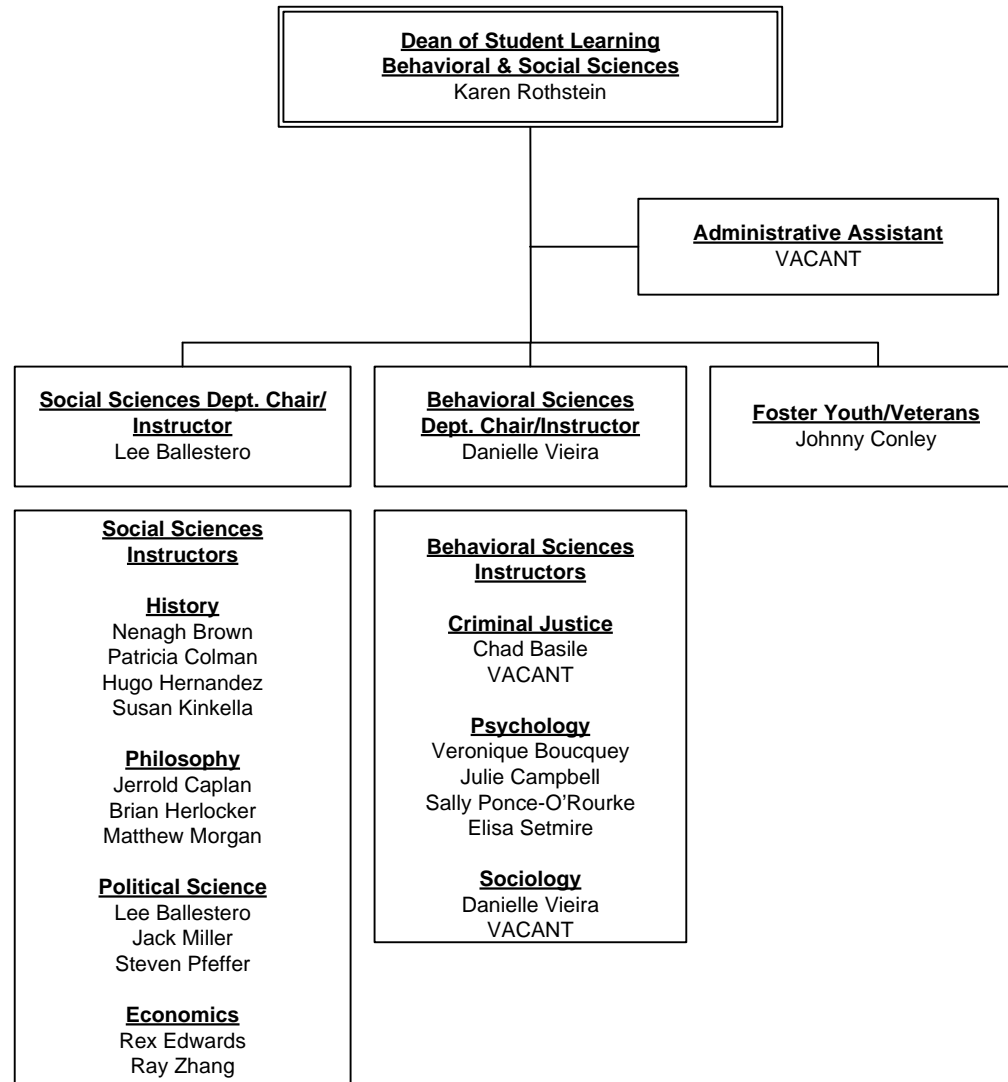 Dean of Student Learning
Behavioral & Social Sciences
Karen Rothstein
Administrative Assistant
VACANT
Social Sciences Dept. Chair/
Instructor
Lee Ballestero
Behavioral Sciences
Dept. Chair/Instructor
Danielle Vieira
Foster Youth/Veterans
Johnny Conley
Social Sciences
Instructors
History
Nenagh Brown
Patricia Colman
Hugo Hernandez
Susan Kinkella
Philosophy
Jerrold Caplan
Brian Herlocker
Matthew Morgan
Political Science
Lee Ballestero
Jack Miller
Steven Pfeffer
Economics
Rex Edwards
Ray Zhang
Behavioral Sciences
Instructors
Criminal Justice
Chad Basile
VACANT
Psychology
Veronique Boucquey
Julie Campbell
Sally Ponce-O’Rourke
Elisa Setmire
Sociology
Danielle Vieira
VACANT